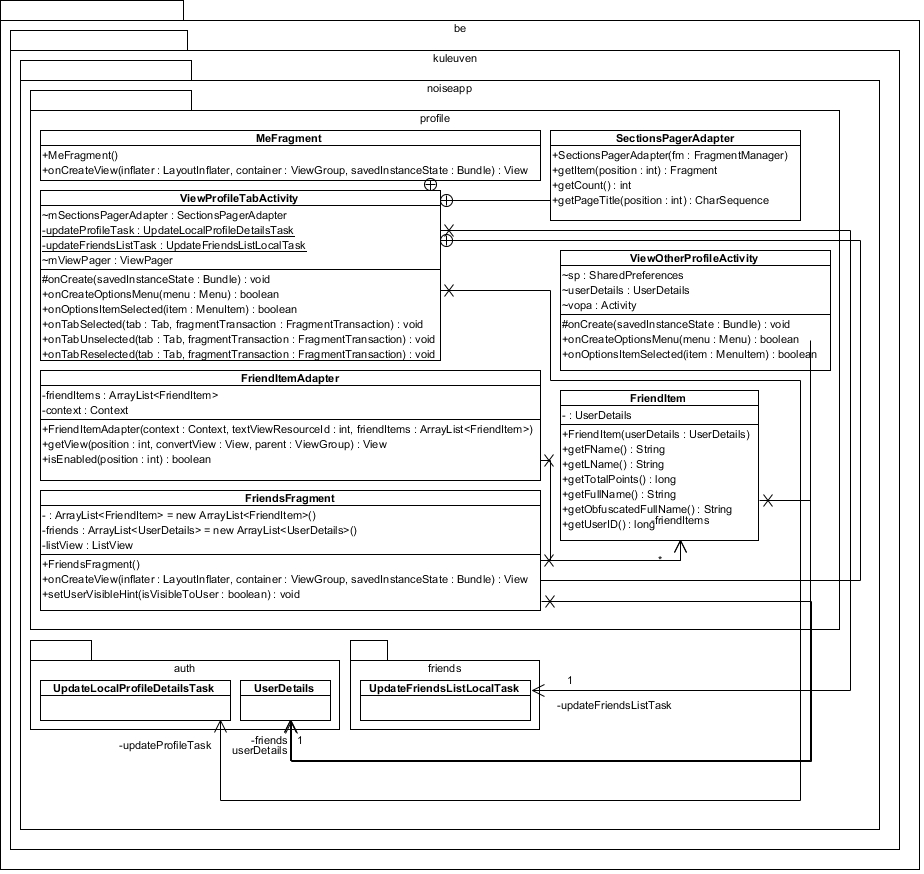 be
kuleuven
noiseapp
profile
MeFragment
+MeFragment()
+onCreateView(inflater : LayoutInflater, container : ViewGroup, savedInstanceState : Bundle) : View
SectionsPagerAdapter
+SectionsPagerAdapter(fm : FragmentManager)
+getItem(position : int) : Fragment
+getCount() : int
+getPageTitle(position : int) : CharSequence
ViewProfileTabActivity
~mSectionsPagerAdapter : SectionsPagerAdapter
-updateProfileTask : UpdateLocalProfileDetailsTask
-updateFriendsListTask : UpdateFriendsListLocalTask
~mViewPager : ViewPager
#onCreate(savedInstanceState : Bundle) : void
+onCreateOptionsMenu(menu : Menu) : boolean
+onOptionsItemSelected(item : MenuItem) : boolean
+onTabSelected(tab : Tab, fragmentTransaction : FragmentTransaction) : void
+onTabUnselected(tab : Tab, fragmentTransaction : FragmentTransaction) : void
+onTabReselected(tab : Tab, fragmentTransaction : FragmentTransaction) : void
ViewOtherProfileActivity
~sp : SharedPreferences
~userDetails : UserDetails
~vopa : Activity
#onCreate(savedInstanceState : Bundle) : void
+onCreateOptionsMenu(menu : Menu) : boolean
+onOptionsItemSelected(item : MenuItem) : boolean
FriendItemAdapter
-friendItems : ArrayList<FriendItem>
-context : Context
+FriendItemAdapter(context : Context, textViewResourceId : int, friendItems : ArrayList<FriendItem>)
+getView(position : int, convertView : View, parent : ViewGroup) : View
+isEnabled(position : int) : boolean
FriendItem
- : UserDetails
+FriendItem(userDetails : UserDetails)
+getFName() : String
+getLName() : String
+getTotalPoints() : long
+getFullName() : String
+getObfuscatedFullName() : String
+getUserID() : long
-friendItems
*
FriendsFragment
- : ArrayList<FriendItem> = new ArrayList<FriendItem>()
-friends : ArrayList<UserDetails> = new ArrayList<UserDetails>()
-listView : ListView
+FriendsFragment()
+onCreateView(inflater : LayoutInflater, container : ViewGroup, savedInstanceState : Bundle) : View
+setUserVisibleHint(isVisibleToUser : boolean) : void
auth
UpdateLocalProfileDetailsTask
UserDetails
friends
UpdateFriendsListLocalTask
1
-updateFriendsListTask
-updateProfileTask
-friends
1
userDetails